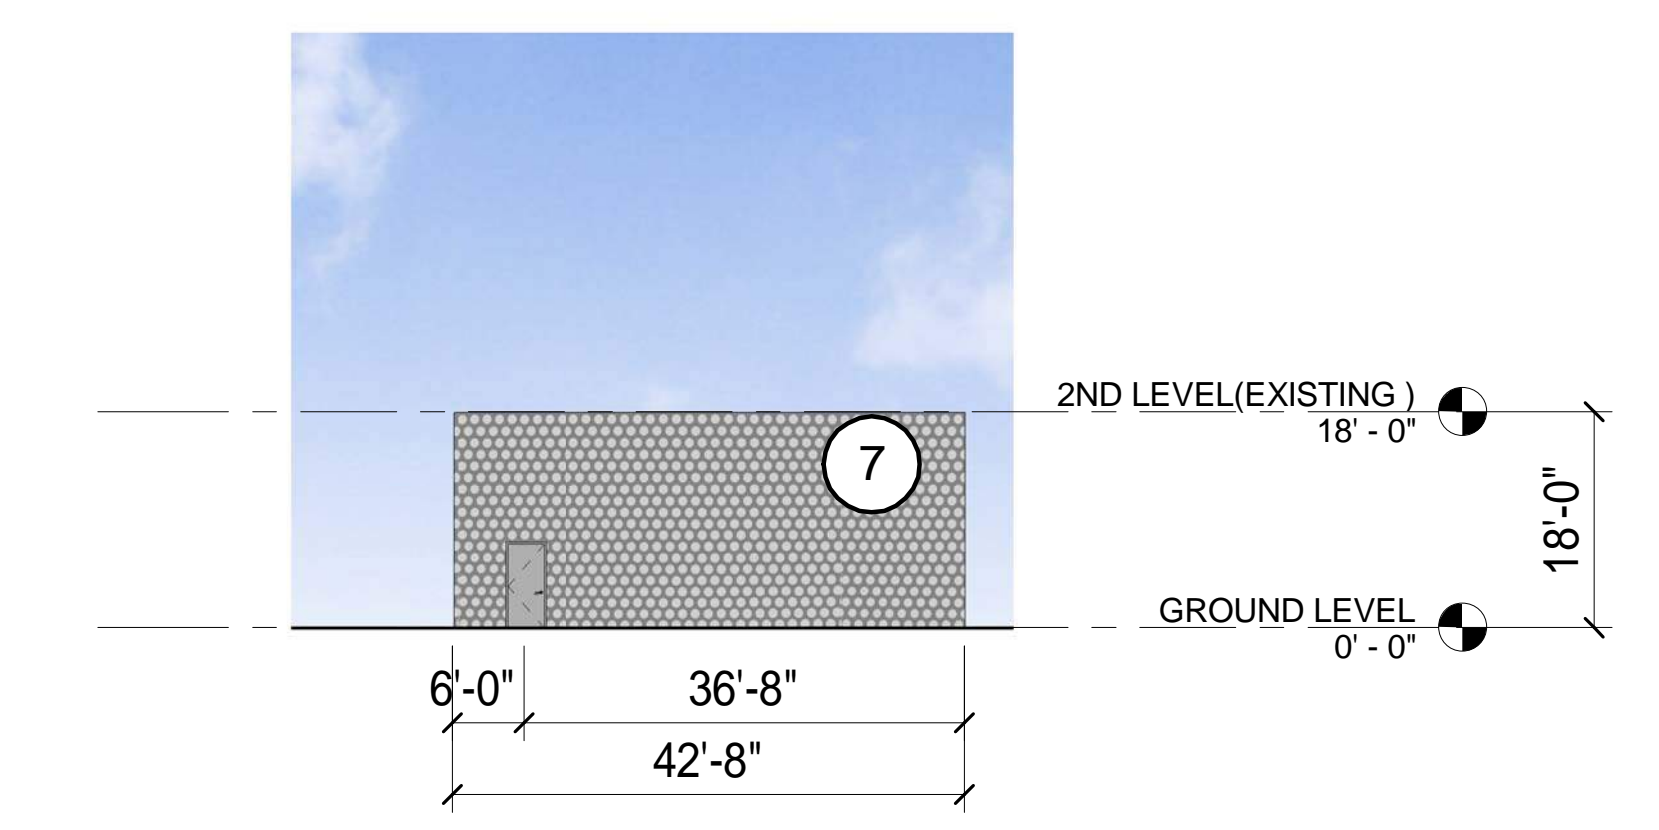 2ND LEVEL(EXISTING )
18' - 0"
7
18'-0"
GROUND LEVEL
0' - 0"
6'-0"
36'-8"
42'-8"